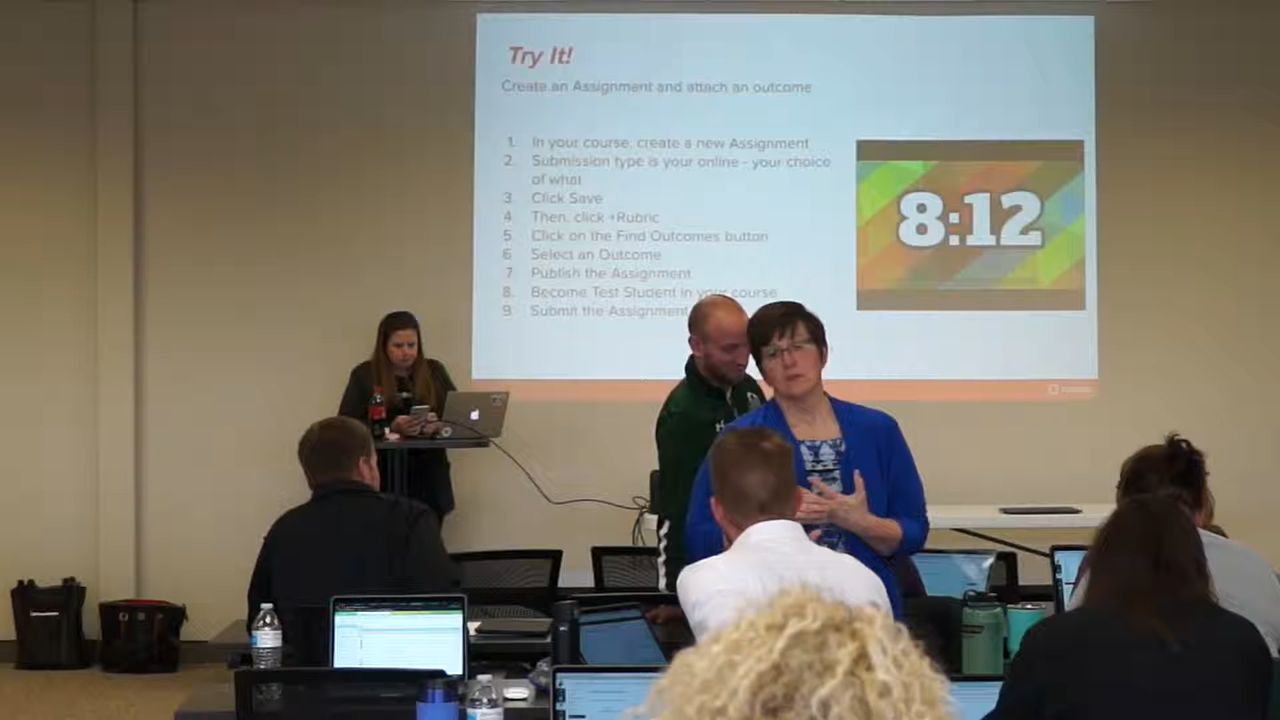 Try It!
Create an Assignment and attach an outcome
1. In your course, create a new Assignment
2. Submission type is your online - your choice
of what
3. Click Save
4. Then, click +Rubric
5. Click on the Find Outcomes button
6. Select an Outcome
7. Publish the Assignment
8. Become Test Student in your course
9. Submit the Assignment
8:12